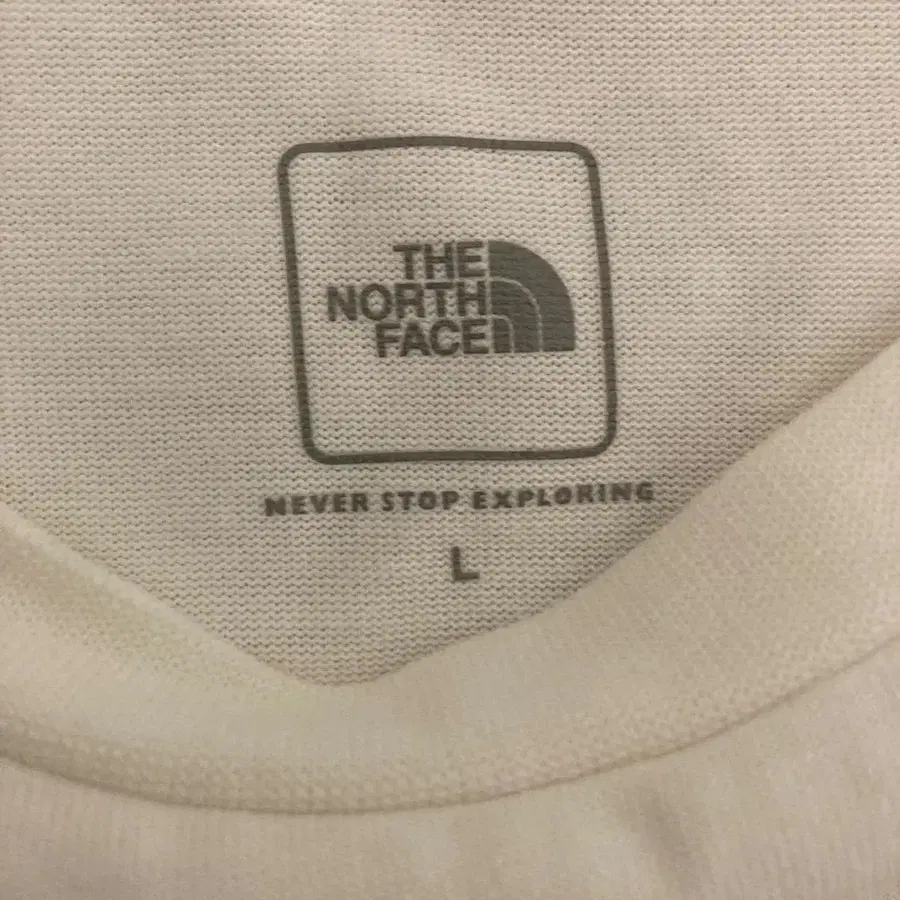 THE
NORTH
FACE
NEVER STOP EXPLORING
L